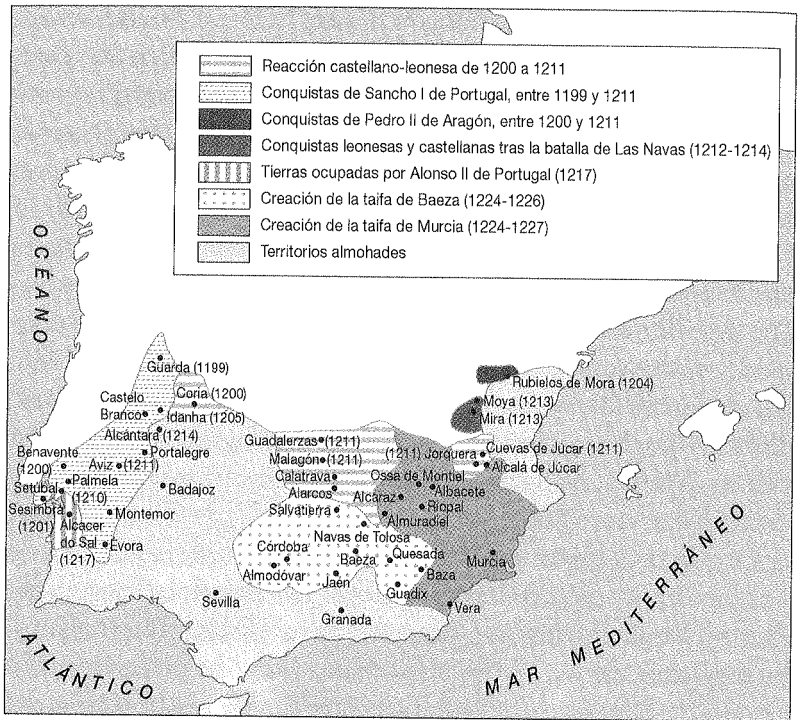 Reacción castellano-leonesa de 1200 a 1211
Conquistas de Sancho I de Portugal, entre 1199 y 1211
Conquistas de Pedro II de Aragón, entre 1200 y 1211
Conquistas leonesas y castellanas tras la batalla de Las Navas (1212-1214)
Tierras ocupadas por Alonso II de Portugal (1217)
Creación de la taifa de Baeza (1224-1226)
Creación de la taifa de Murcia (1224-1227)
Territorios almohades
OCÉANO
Guarda (1199)
Rubielos de Mora (1204)
Coria (1200)
Castelo
Branco
Idanha (1205)
Moya (1213)
Mira (1213)
Alcántara (1214)
Guadalerzas (1211)
Cuevas de Júcar (1211)
Benavente
(1200)
Portalegre
Aviz (1211)
Malagón (1211)
(1211) Jorquera
Alcalá de Júcar
Palmela
(1210)
Setúbal
Badajoz
Calatrava
Ossa de Montiel
Albacete
Alarcos
Alcaraz
Sesimbra
(1201)
Montemor
Salvatierra
Riopal
Almuradiel
Alcácer
do Sal
(1217)
Évora
Navas de Tolosa
Córdoba
Baeza
Quesada
Murcia
Almodóvar
Jaén
Baza
Guadix
Sevilla
Vera
Granada
ATLÁNTICO
MAR MEDITERRÁNEO